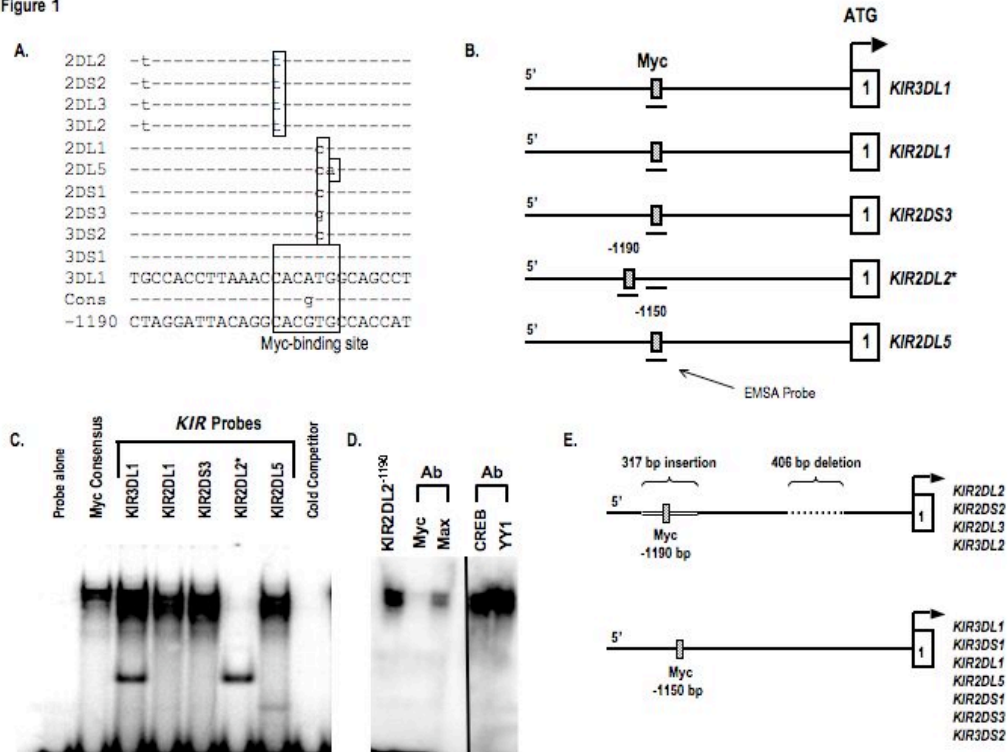 Figure 1
A.
2DL2 -t-----------t------------
2DS2 -t-----------t------------
2DL3 -t-----------t------------
3DL2 -t-----------t------------
2DL1 -----------------c--------
2DL5 -----------------ca-------
2DS1 -----------------c--------
2DS3 -----------------g--------
3DS2 -----------------c--------
3DS1 --------------------------
3DL1 TGCCACCTTAAACCACATGGCAGCCT
Cons ----------------g---------
-1190 CTAGGATTACAGGCACGTGCCACCAT
Myc-binding site
B.
ATG
Myc
5’
1
KIR3DL1
5’
1
KIR2DL1
5’
1
KIR2DS3
-1190
5’
1
KIR2DL2*
-1150
5’
1
KIR2DL5
EMSA Probe
C.
KIR Probes
Probe alone
Myc Consensus
KIR3DL1
KIR2DL1
KIR2DS3
KIR2DL2*
KIR2DL5
Cold Competitor
D.
Ab
Ab
KIR2DL2-1190
Myc
Max
CREB
YY1
E.
317 bp insertion
406 bp deletion
5’
1
Myc
-1190 bp
KIR2DL2
KIR2DS2
KIR2DL3
KIR3DL2
5’
1
Myc
-1150 bp
KIR3DL1
KIR3DS1
KIR2DL1
KIR2DL5
KIR2DS1
KIR2DS3
KIR3DS2